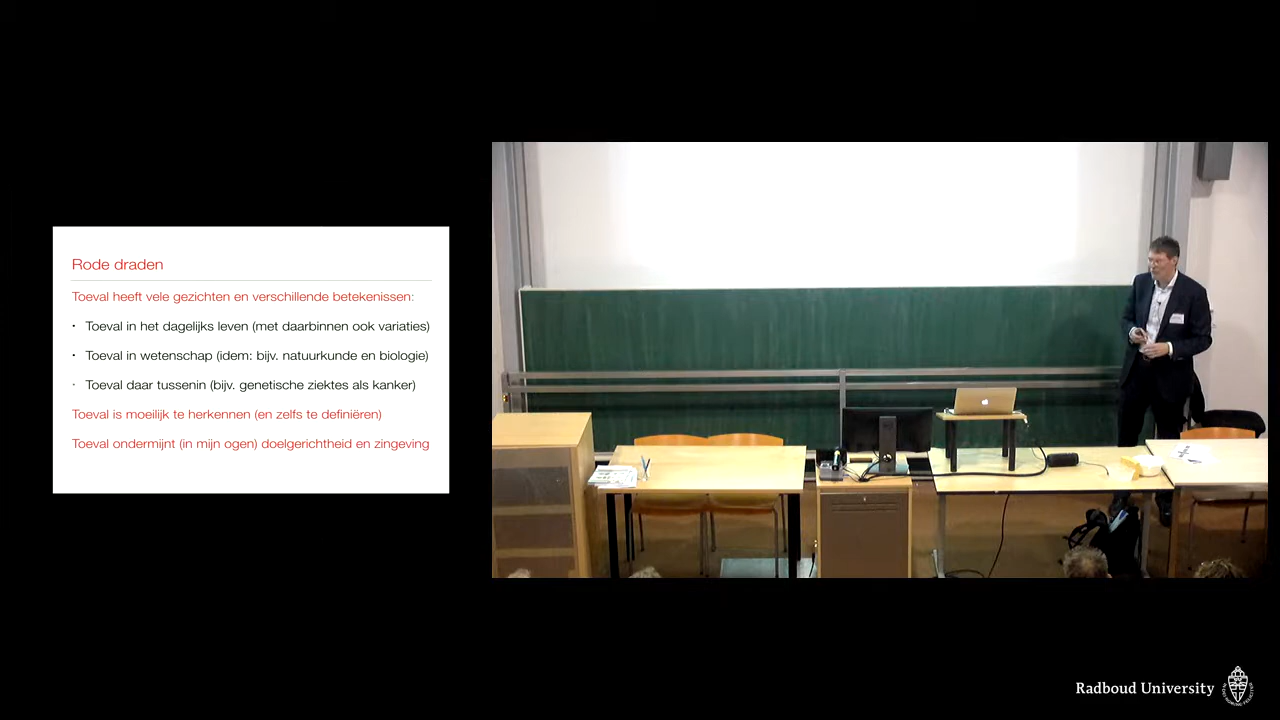 Rode draden
Toeval heeft vele gezichten en verschillende betekenissen:
• Toeval in het dagelijks leven (met daarbinnen ook variaties)
• Toeval in wetenschap (idem: bijv. natuurkunde en biologie)
• Toeval daar tussenin (bijv. genetische ziektes als kanker)
Toeval is moeilijk te herkennen (en zelfs te definiëren)
Toeval ondermijnt (in mijn ogen) doelgerichtheid en zingeving
Radboud University